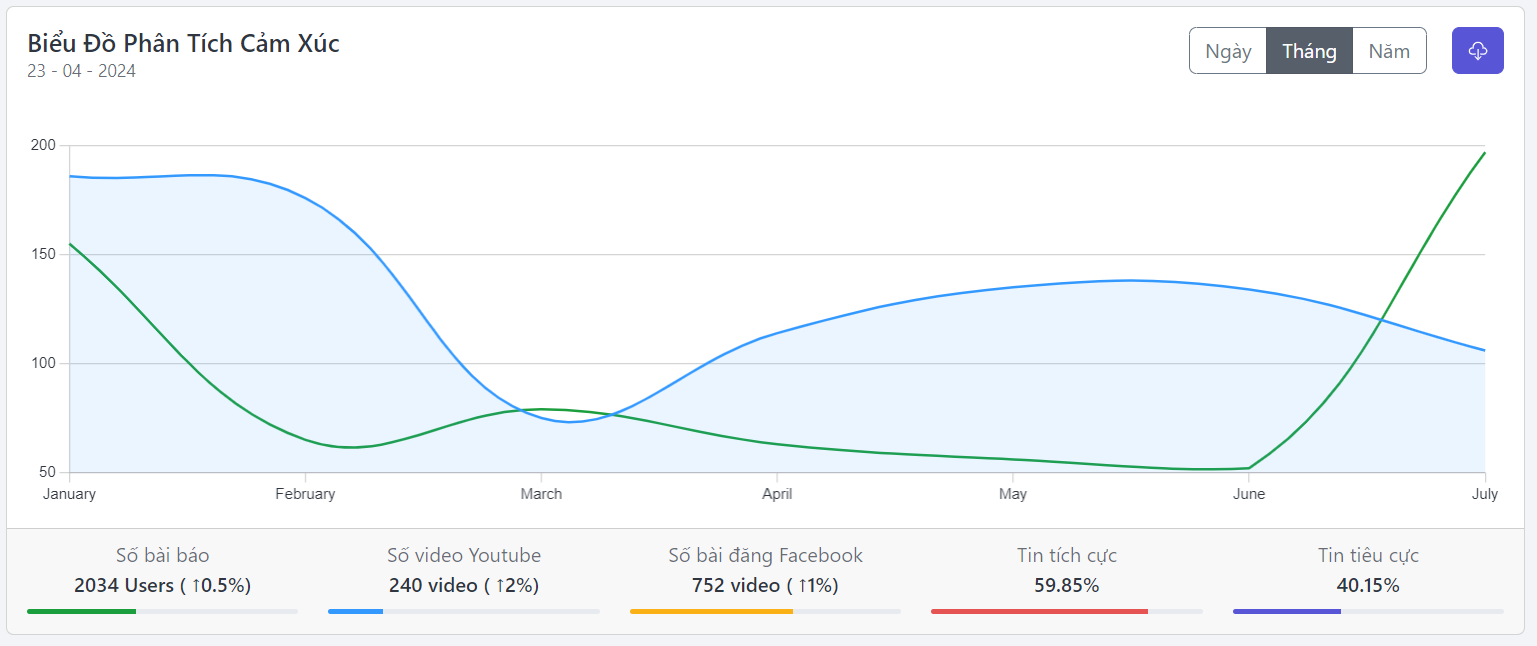 Biểu Đồ Phân Tích Cảm Xúc
23 - 04 - 2024
Ngày Tháng Năm
200
150
100
50
January February March April May June July
Số bài báo
2034 Users ( ↑0.5%)
Số video Youtube
240 video ( ↑2%)
Số bài đăng Facebook
752 video ( ↑1%)
Tin tích cực
59.85%
Tin tiêu cực
40.15%